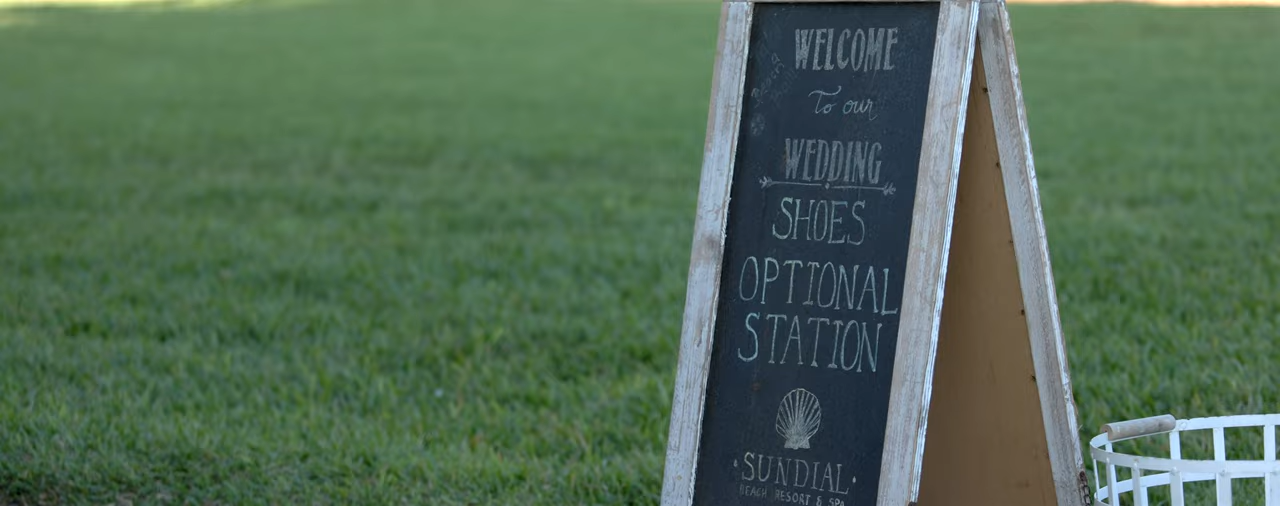 WELCOME
To our
WEDDING
SHOES
OPTIONAL
STATION
SUNDIAL
BEACH RESORT & SPA